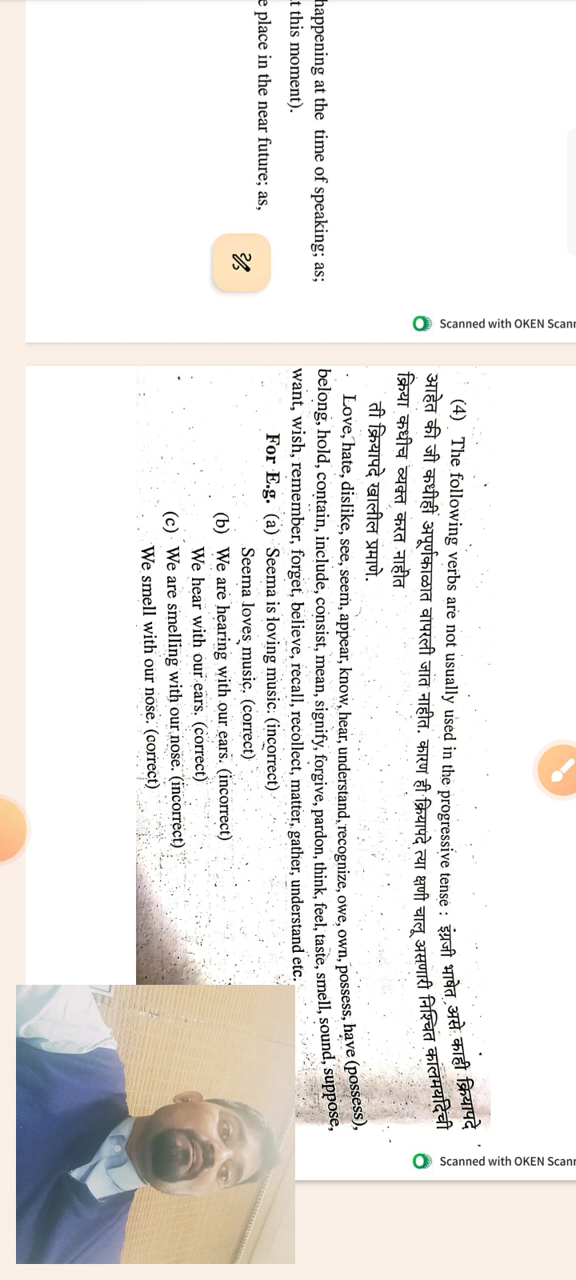 happening at the time of speaking; as;
t this moment).
e place in the near future; as,
Scanned with OKEN Scann
(4) The following verbs are not usually used in the progressive tense : इंग्रजी भाषेत असे काही क्रियापदे
आहेत की जी कधीही अपूर्णकाळात वापरली जात नाहीत. कारण ही क्रियापदे त्या क्षणी चालू असणारी निश्चित कालमर्यादेची
क्रिया कधीच व्यक्त करत नाहीत
ती क्रियापदे खालील प्रमाणे.
Love, hate, dislike, see, seem, appear, know, hear, understand, recognize, owe, own, possess, have (possess),
belong, hold, contain, include, consist, mean, signify, forgive, pardon, think, feel, taste, smell, sound, suppose,
want, wish, remember, forget, believe, recall, recollect, matter, gather, understand etc.
For E.g. (a) Seema is loving music. (incorrect)
Seema loves music. (correct)
(b) We are hearing with our ears. (incorrect)
We hear with our ears. (correct)
(c) We are smelling with our nose. (incorrect)
We smell with our nose. (correct)
Scanned with OKEN Scann